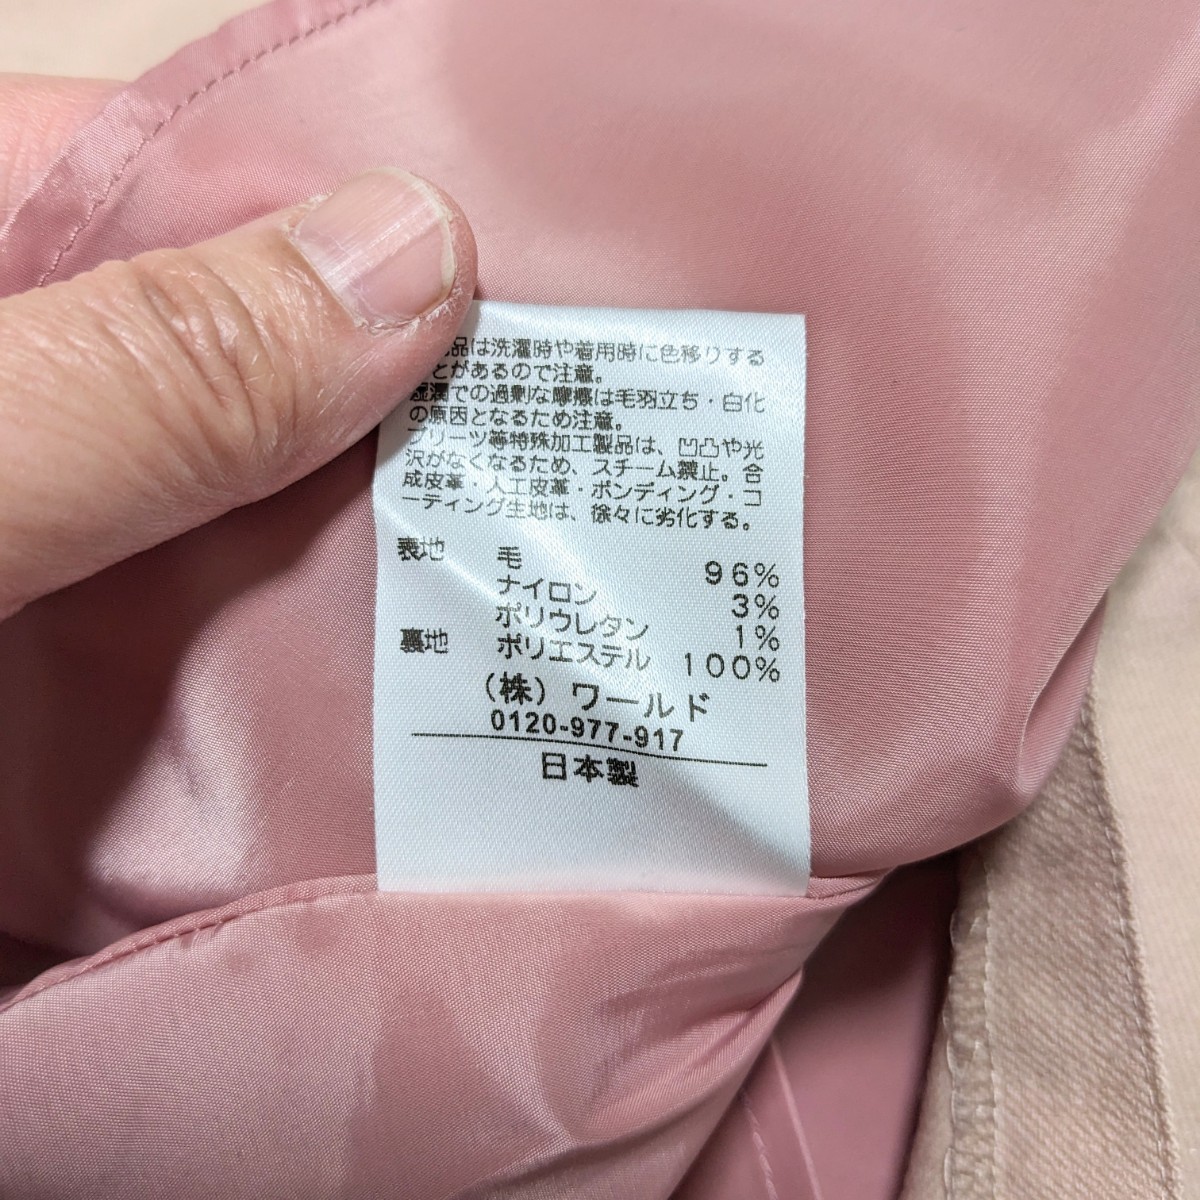 品は洗濯時や着用時に色移りする
とがあるので注意。
湿潤での過剰な摩擦は毛羽立ち・白化
の原因となるため注意。
プリーツ等特殊加工製品は、凹凸や光
沢がなくなるため、スチーム禁止。合
成皮革・人工皮革・ボンディング・コ
ーティング生地は、徐々に劣化する。
表地 毛 96%
ナイロン 3%
ポリウレタン 1%
裏地 ポリエステル 100%
（株）ワールド
0120-977-917
日本製